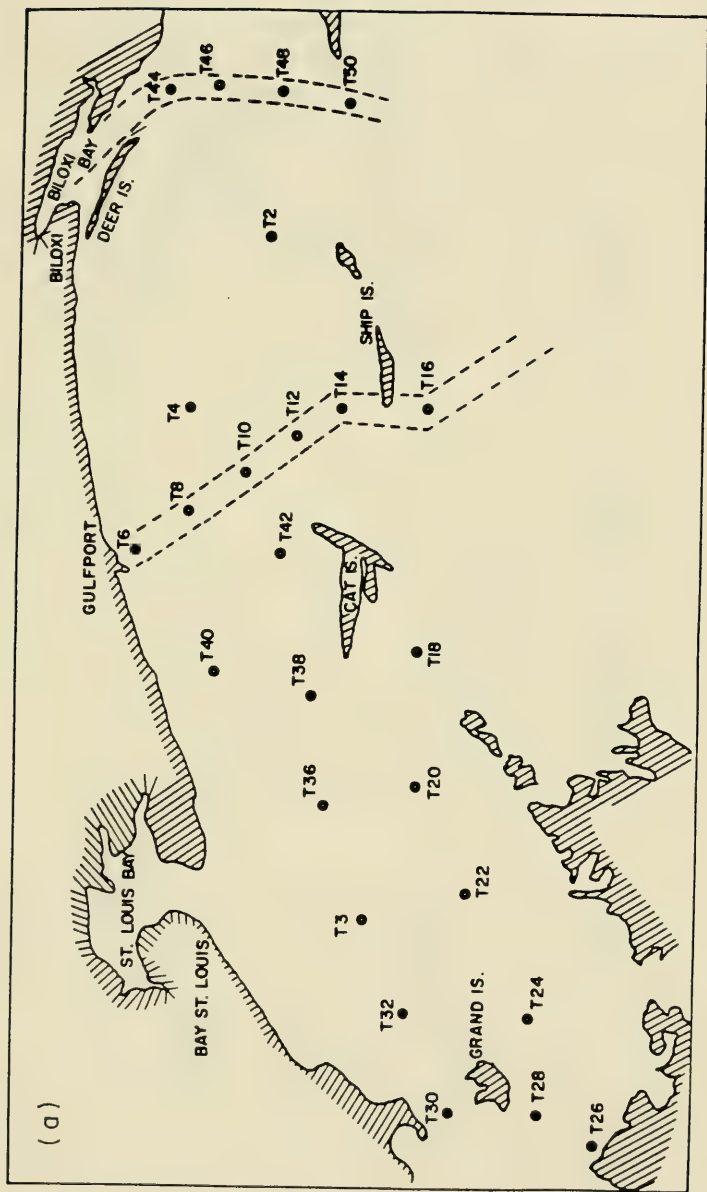 (a)
ST. LOUIS BAY
BAY ST. LOUIS
GULFPORT
BILOXI
BILOXI
BAY
DEER IS.
T44
T46
T48
T50
T2
T4
T6
T8
T10
T12
T14
T16
SHIP IS.
T42
CAT IS.
T40
T38
T18
T36
T20
T3
T22
T32
GRAND IS.
T24
T30
T28
T26